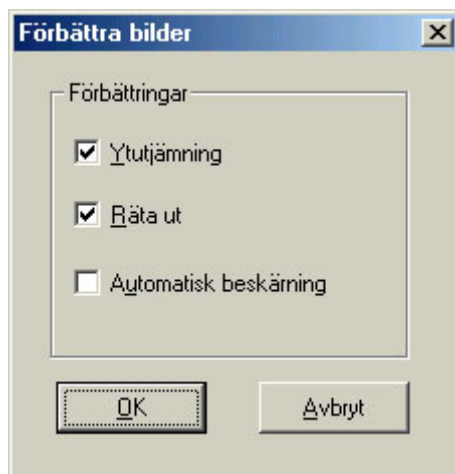 Förbättra bilder
Förbättringar
Ytutjämning
Räta ut
Automatisk beskärning
OK
Avbryt